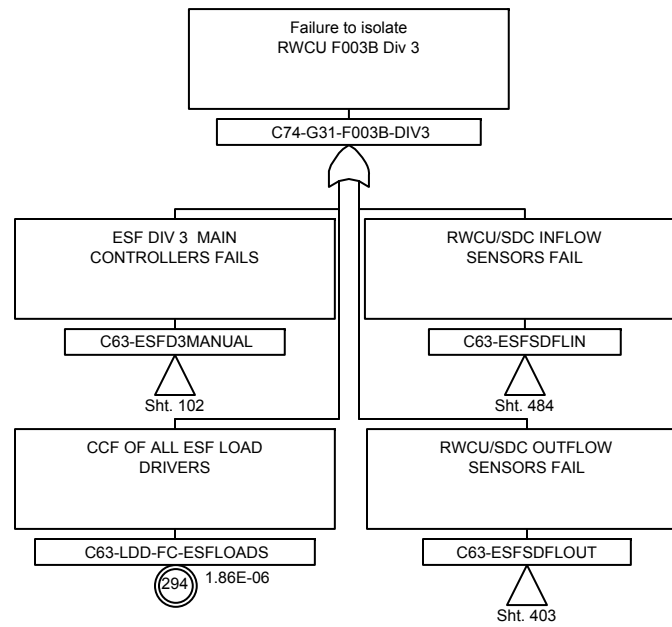 Failure to isolate
RWCU F003B Div 3
C74-G31-F003B-DIV3
ESF DIV 3 MAIN
CONTROLLERS FAILS
C63-ESFD3MANUAL
Sht. 102
RWCU/SDC INFLOW
SENSORS FAIL
C63-ESFSDFLIN
Sht. 484
CCF OF ALL ESF LOAD
DRIVERS
C63-LDD-FC-ESFLOADS
294
1.86E-06
RWCU/SDC OUTFLOW
SENSORS FAIL
C63-ESFSDFLOUT
Sht. 403